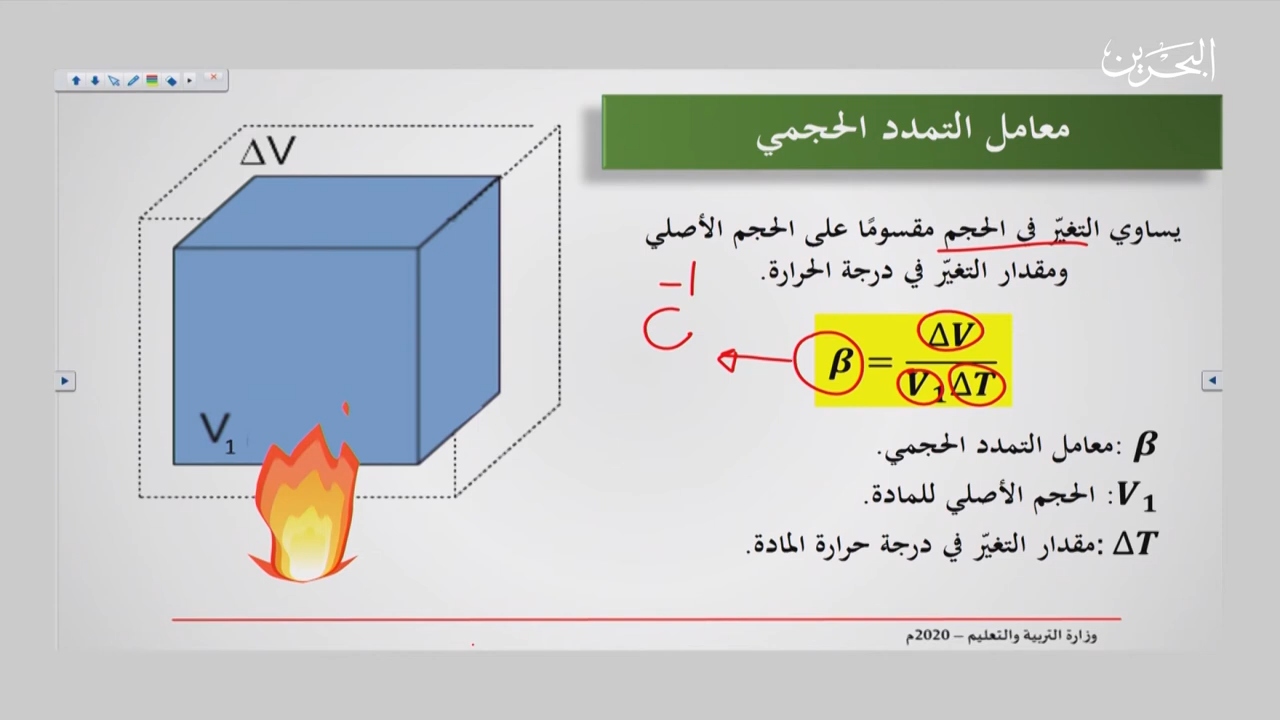 البحرين
معامل التمدد الحجمي
يساوي التغيّر في الحجم مقسومًا على الحجم الأصلي
ومقدار التغيّر في درجة الحرارة.
C⁻¹
β = ΔV / V₁ΔT
β: معامل التمدد الحجمي.
V₁: الحجم الأصلي للمادة.
ΔT: مقدار التغيّر في درجة حرارة المادة.
ΔV
V₁
وزارة التربية والتعليم – 2020م